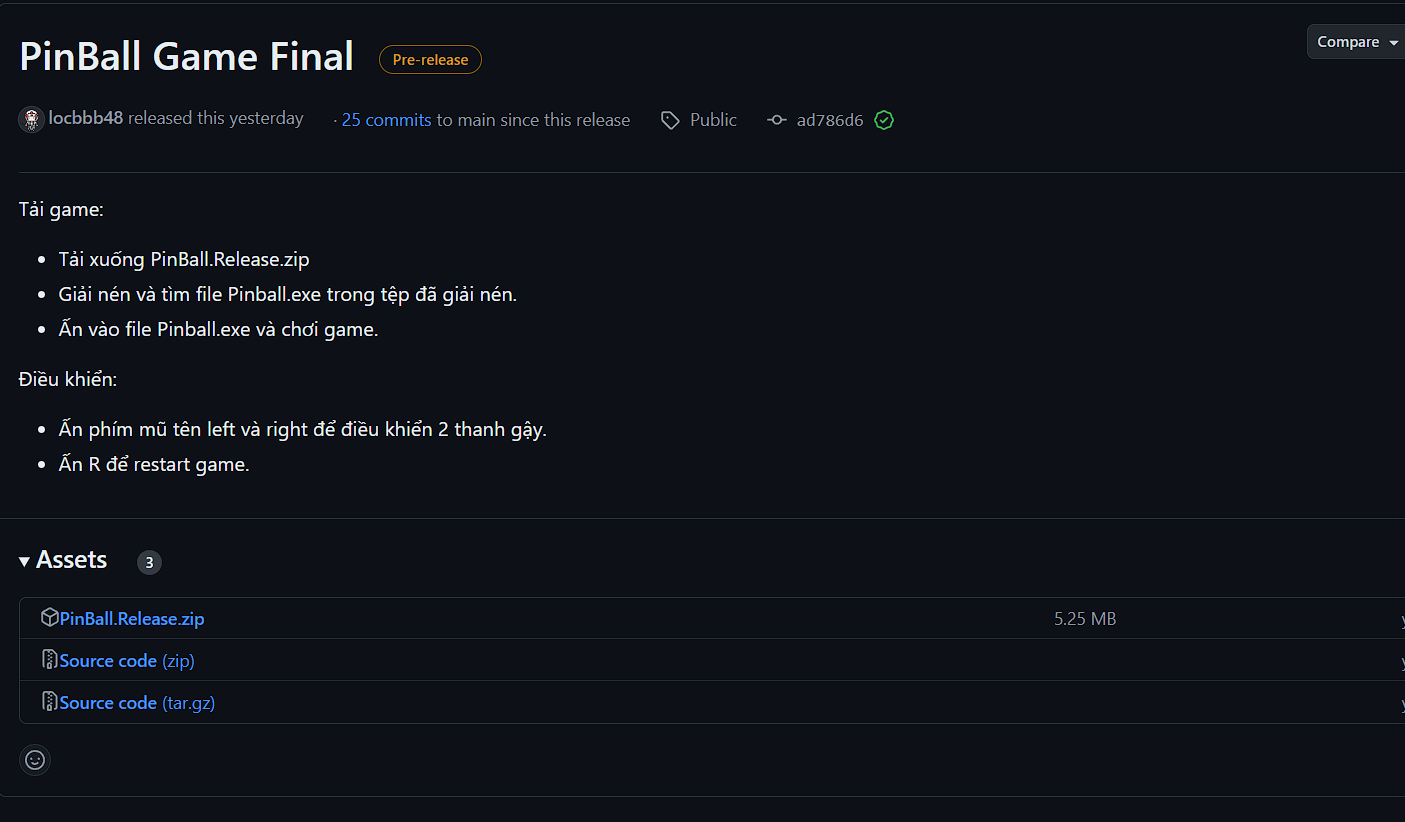 PinBall Game Final Pre-release Compare
locbbb48 released this yesterday · 25 commits to main since this release Public ad786d6
Tải game:
Tải xuống PinBall.Release.zip
Giải nén và tìm file Pinball.exe trong tệp đã giải nén.
Ấn vào file Pinball.exe và chơi game.
Điều khiển:
Ấn phím mũ tên left và right để điều khiển 2 thanh gậy.
Ấn R để restart game.
Assets 3
PinBall.Release.zip 5.25 MB
Source code (zip)
Source code (tar.gz)